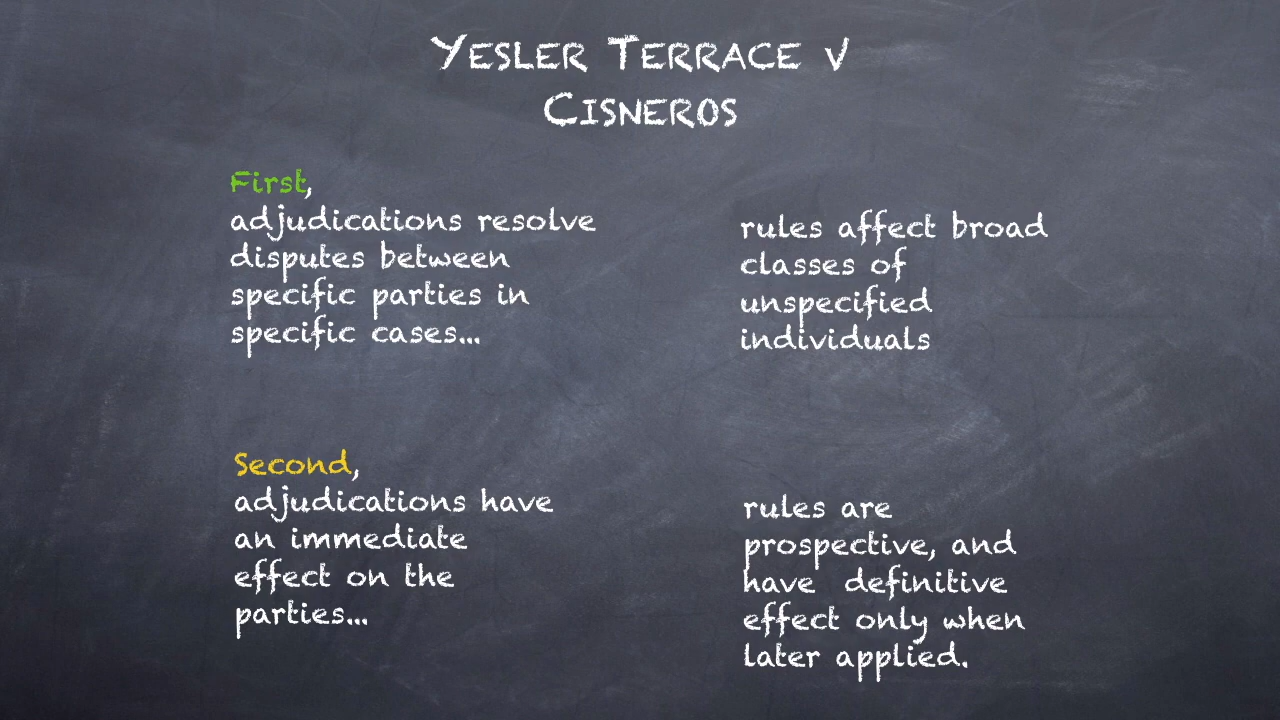 Yesler Terrace v
Cisneros
First,
adjudications resolve
disputes between
specific parties in
specific cases...
rules affect broad
classes of
unspecified
individuals
Second,
adjudications have
an immediate
effect on the
parties...
rules are
prospective, and
have definitive
effect only when
later applied.